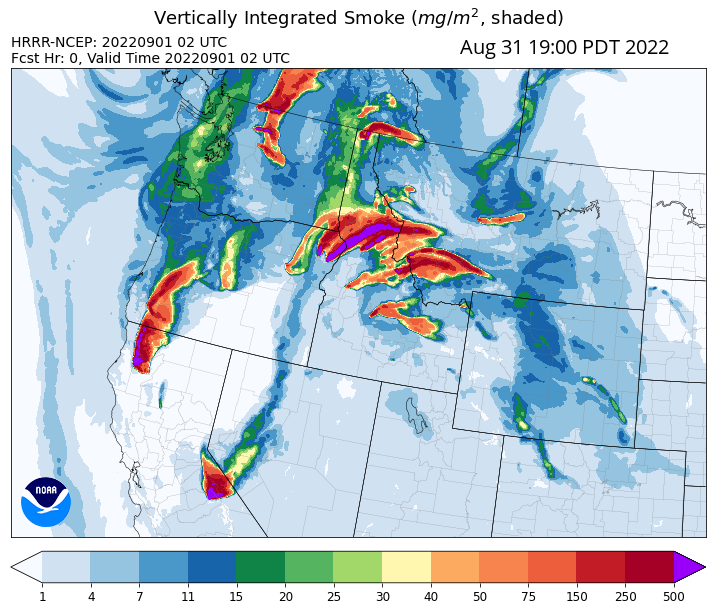 Vertically Integrated Smoke (mg/m², shaded)
HRRR-NCEP: 20220901 02 UTC
Fcst Hr: 0, Valid Time 20220901 02 UTC
Aug 31 19:00 PDT 2022
NOAA
1 4 7 11 15 20 25 30 40 50 75 150 250 500